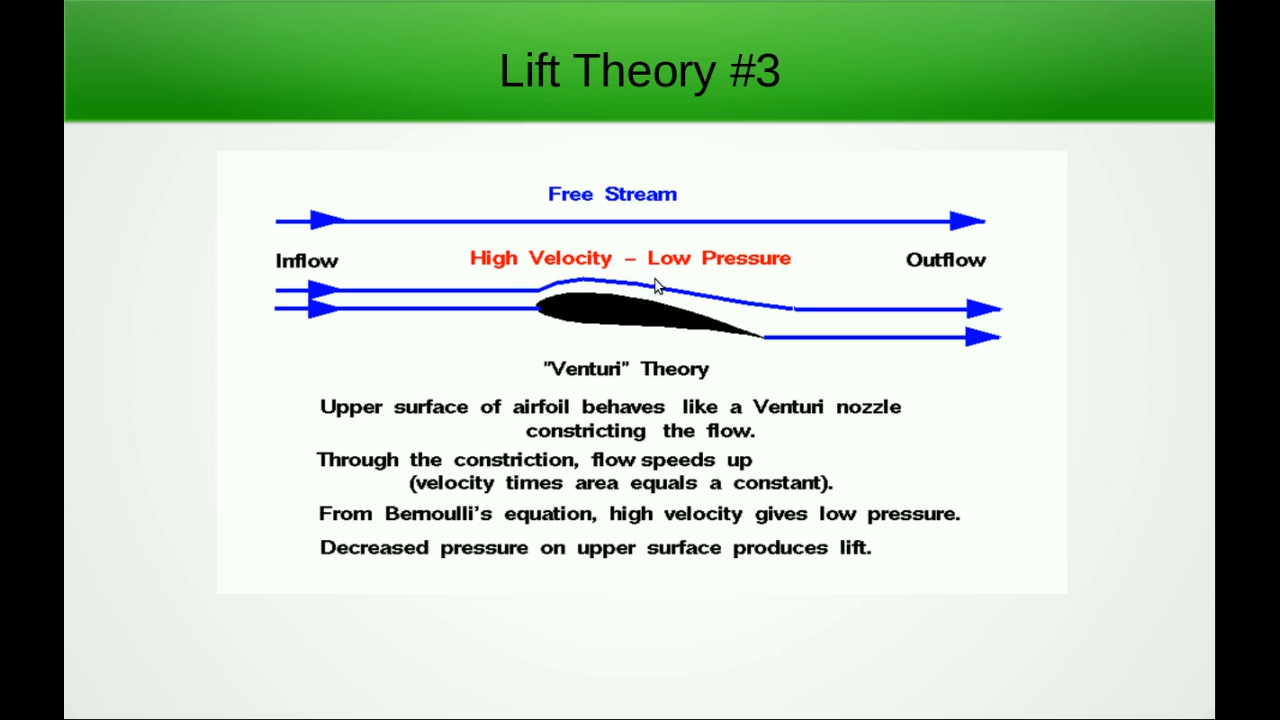 Lift Theory #3
Free Stream
Inflow
High Velocity – Low Pressure
Outflow
"Venturi" Theory
Upper surface of airfoil behaves like a Venturi nozzle
constricting the flow.
Through the constriction, flow speeds up
(velocity times area equals a constant).
From Bernoulli's equation, high velocity gives low pressure.
Decreased pressure on upper surface produces lift.